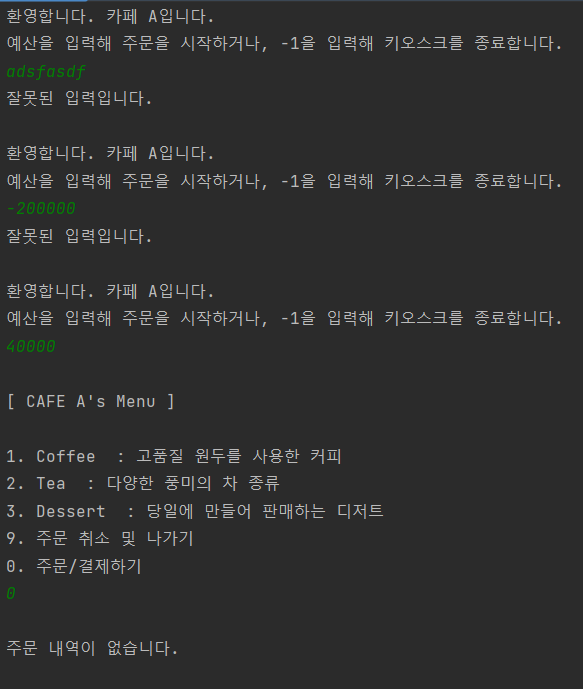 환영합니다. 카페 A입니다.
예산을 입력해 주문을 시작하거나, -1을 입력해 키오스크를 종료합니다.
adsfasdf
잘못된 입력입니다.
환영합니다. 카페 A입니다.
예산을 입력해 주문을 시작하거나, -1을 입력해 키오스크를 종료합니다.
-200000
잘못된 입력입니다.
환영합니다. 카페 A입니다.
예산을 입력해 주문을 시작하거나, -1을 입력해 키오스크를 종료합니다.
40000
[ CAFE A's Menu ]
1. Coffee  : 고품질 원두를 사용한 커피
2. Tea  : 다양한 풍미의 차 종류
3. Dessert  : 당일에 만들어 판매하는 디저트
9. 주문 취소 및 나가기
0. 주문/결제하기
0
주문 내역이 없습니다.